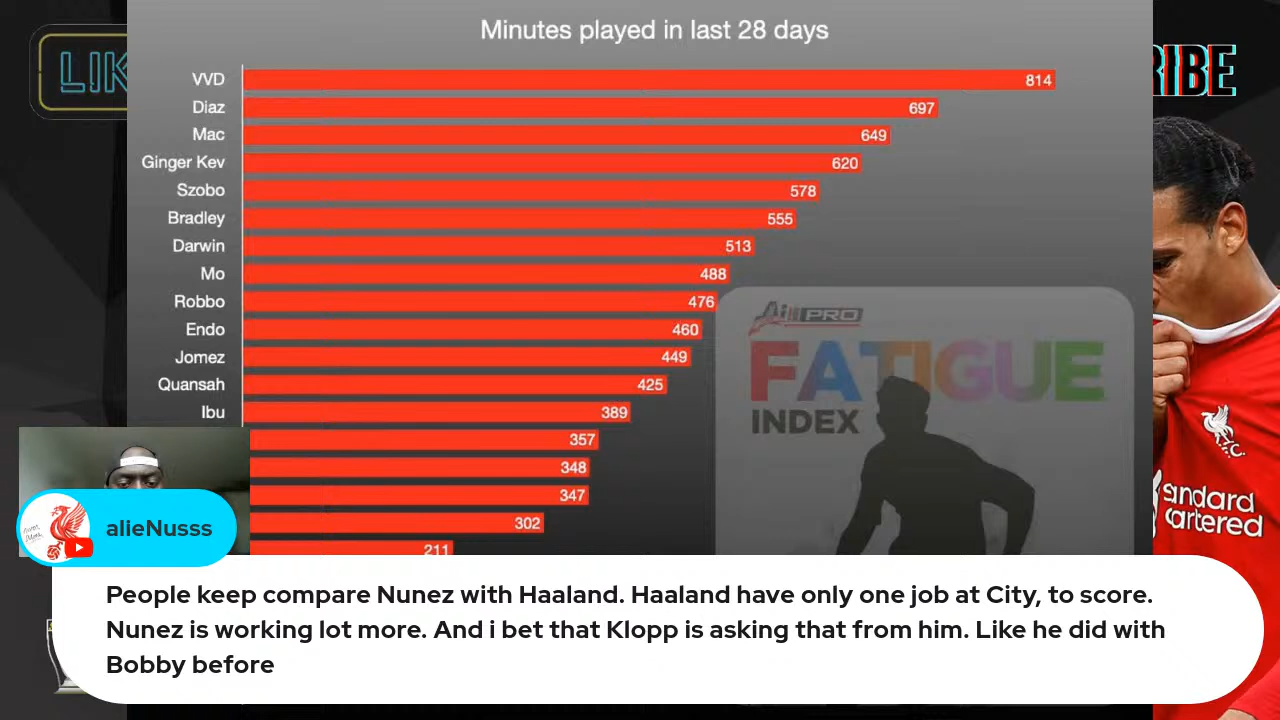 Minutes played in last 28 days
LIK
RIBE
VVD 814
Diaz 697
Mac 649
Ginger Kev 620
Szobo 578
Bradley 555
Darwin 513
Mo 488
Robbo 476
Endo 460
Jomez 449
Quansah 425
Ibu 389
357
348
347
302
211
PRO
FATIGUE
INDEX
L.F.C.
Standard
Chartered
alieNusss
People keep compare Nunez with Haaland. Haaland have only one job at City, to score.
Nunez is working lot more. And i bet that Klopp is asking that from him. Like he did with
Bobby before